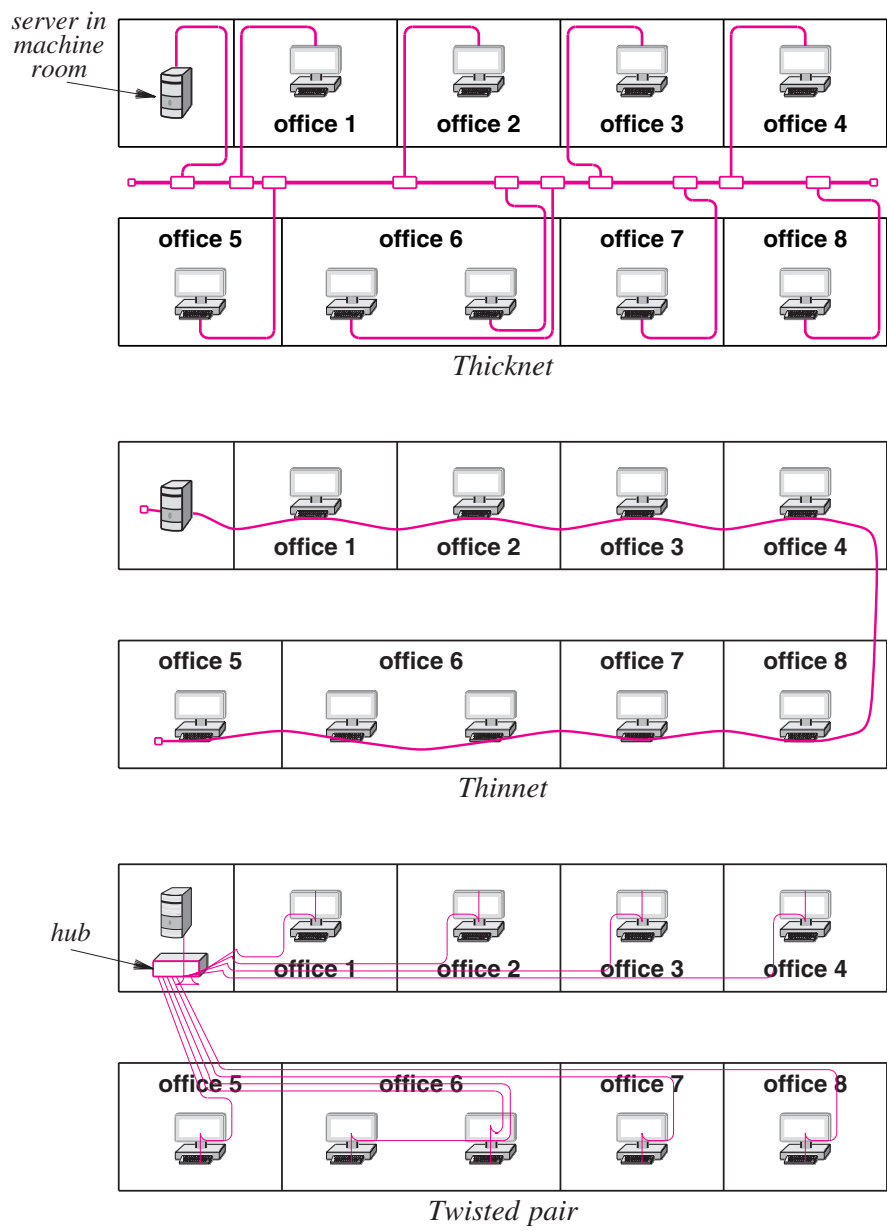 server in
machine
room
office 1
office 2
office 3
office 4
office 5
office 6
office 7
office 8
Thicknet
office 1
office 2
office 3
office 4
office 5
office 6
office 7
office 8
Thinnet
hub
office 1
office 2
office 3
office 4
office 5
office 6
office 7
office 8
Twisted pair